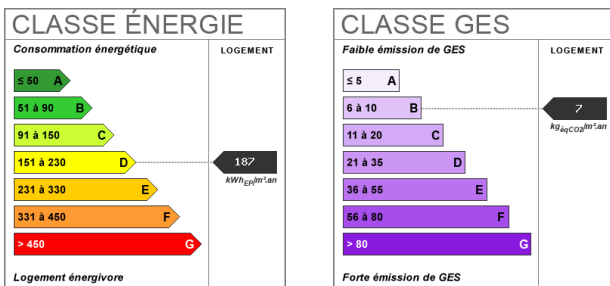 CLASSE ÉNERGIE
Consommation énergétique
LOGEMENT
≤ 50 A
51 à 90 B
91 à 150 C
151 à 230 D
187
kWhEP/m².an
231 à 330 E
331 à 450 F
> 450 G
Logement énergivore
CLASSE GES
Faible émission de GES
LOGEMENT
≤ 5 A
6 à 10 B
7
kgéqCO2/m².an
11 à 20 C
21 à 35 D
36 à 55 E
56 à 80 F
> 80 G
Forte émission de GES